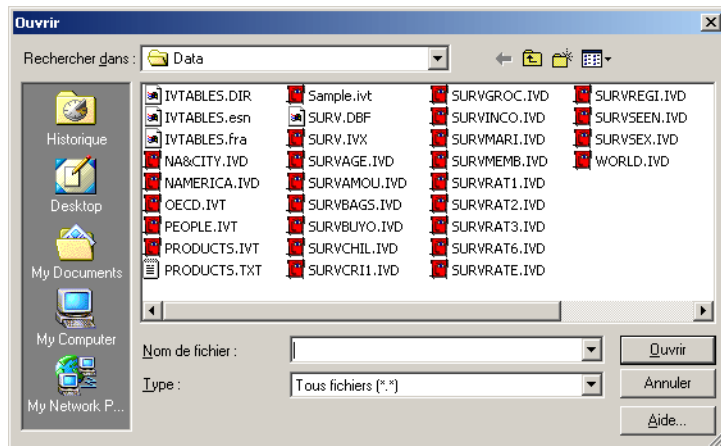 Ouvrir
Rechercher dans :
Data
Historique
Desktop
My Documents
My Computer
My Network P...
IVTABLES.DIR
IVTABLES.esn
IVTABLES.fra
NA&CITY.IVD
NAMERICA.IVD
OECD.IVT
PEOPLE.IVT
PRODUCTS.IVT
PRODUCTS.TXT
Sample.ivt
SURV.DBF
SURV.IVX
SURVAGE.IVD
SURVAMOU.IVD
SURVBAGS.IVD
SURVBUYO.IVD
SURVCHIL.IVD
SURVCRI1.IVD
SURVGROC.IVD
SURVINCO.IVD
SURVMARI.IVD
SURVMEMB.IVD
SURVRAT1.IVD
SURVRAT2.IVD
SURVRAT3.IVD
SURVRAT6.IVD
SURVRATE.IVD
SURVREGI.IVD
SURVSEEN.IVD
SURVSEX.IVD
WORLD.IVD
Nom de fichier :
Ouvrir
Type :
Tous fichiers (*.*)
Annuler
Aide...